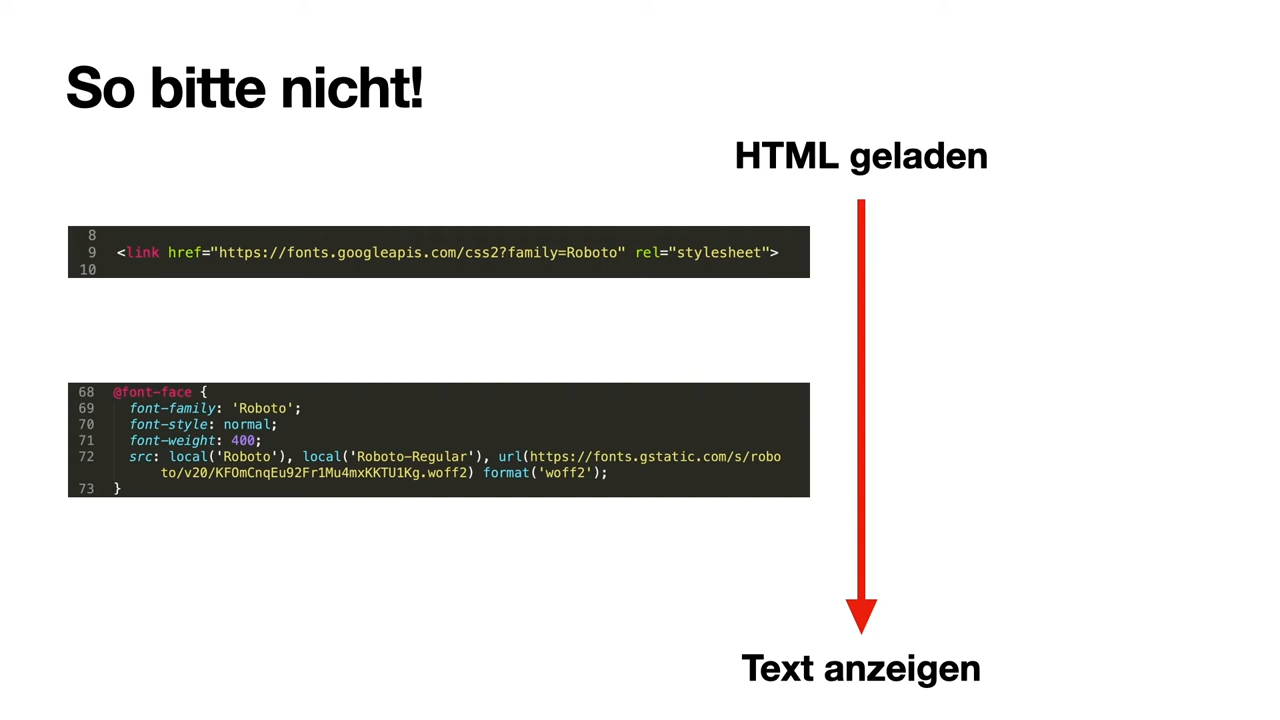 So bitte nicht!
HTML geladen
8
9 <link href="https://fonts.googleapis.com/css2?family=Roboto" rel="stylesheet">
10
68 @font-face {
69 font-family: 'Roboto';
70 font-style: normal;
71 font-weight: 400;
72 src: local('Roboto'), local('Roboto-Regular'), url(https://fonts.gstatic.com/s/robo
to/v20/KFOmCnqEu92Fr1Mu4mxKKTU1Kg.woff2) format('woff2');
73 }
Text anzeigen